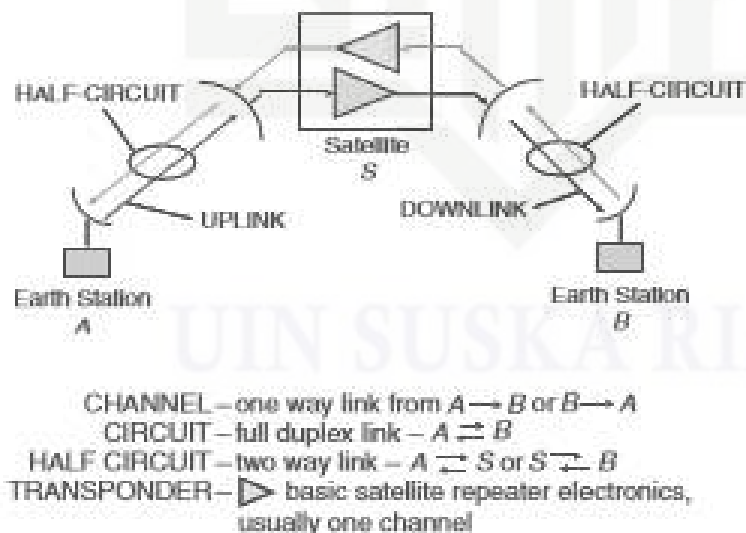 HALF-CIRCUIT
HALF-CIRCUIT
Satellite
S
UPLINK
DOWNLINK
Earth Station
A
Earth Station
B
UIN SUSKA RI
CHANNEL – one way link from A → B or B → A
CIRCUIT – full duplex link – A ⇄ B
HALF CIRCUIT – two way link – A ⇄ S or S ⇄ B
TRANSPONDER – ▷ basic satellite repeater electronics,
usually one channel